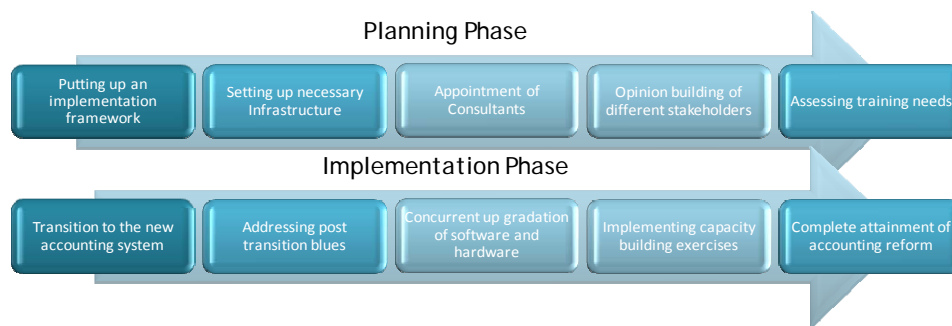 Planning Phase
Putting up an
implementation
framework
Setting up necessary
Infrastructure
Appointment of
Consultants
Opinion building of
different stakeholders
Assessing training needs
Implementation Phase
Transition to the new
accounting system
Addressing post
transition blues
Concurrent up gradation
of software and
hardware
Implementing capacity
building exercises
Complete attainment of
accounting reform